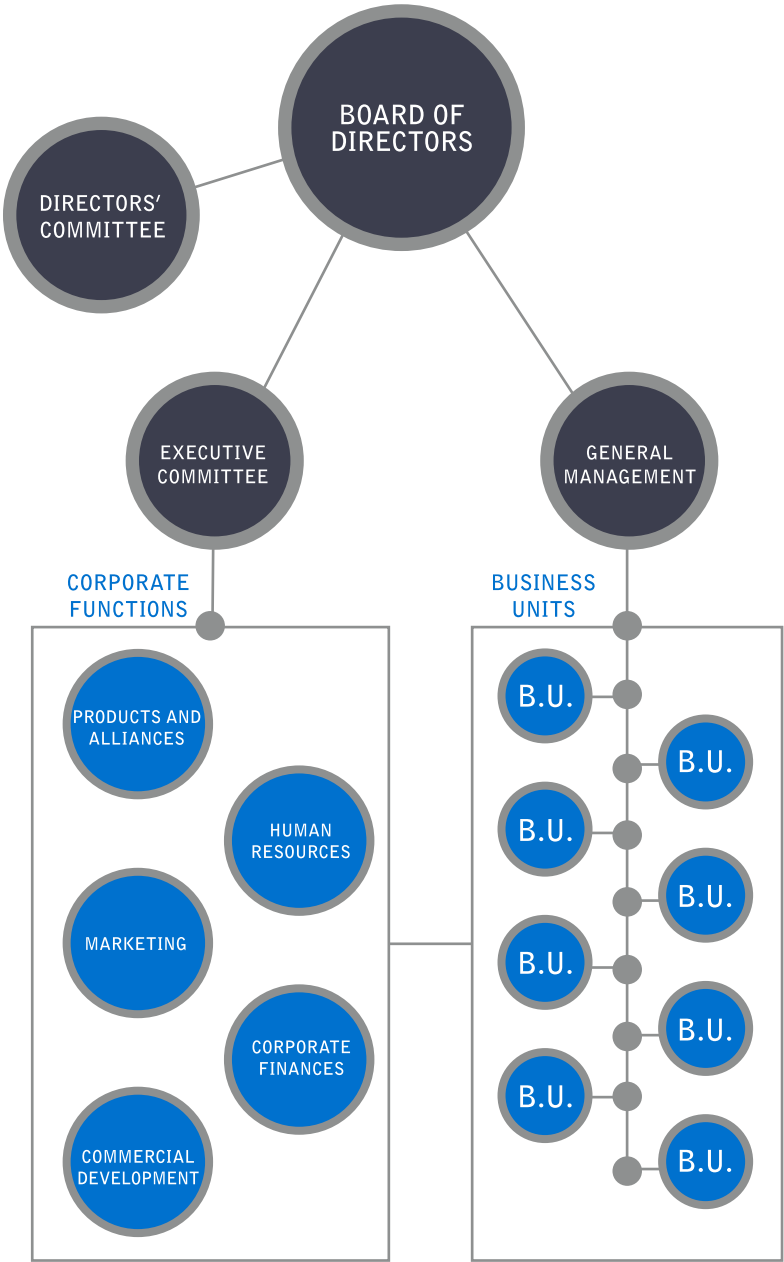 BOARD OF
DIRECTORS
DIRECTORS’
COMMITTEE
EXECUTIVE
COMMITTEE
GENERAL
MANAGEMENT
CORPORATE
FUNCTIONS
PRODUCTS AND
ALLIANCES
HUMAN
RESOURCES
MARKETING
CORPORATE
FINANCES
COMMERCIAL
DEVELOPMENT
BUSINESS
UNITS
B.U.
B.U.
B.U.
B.U.
B.U.
B.U.
B.U.
B.U.